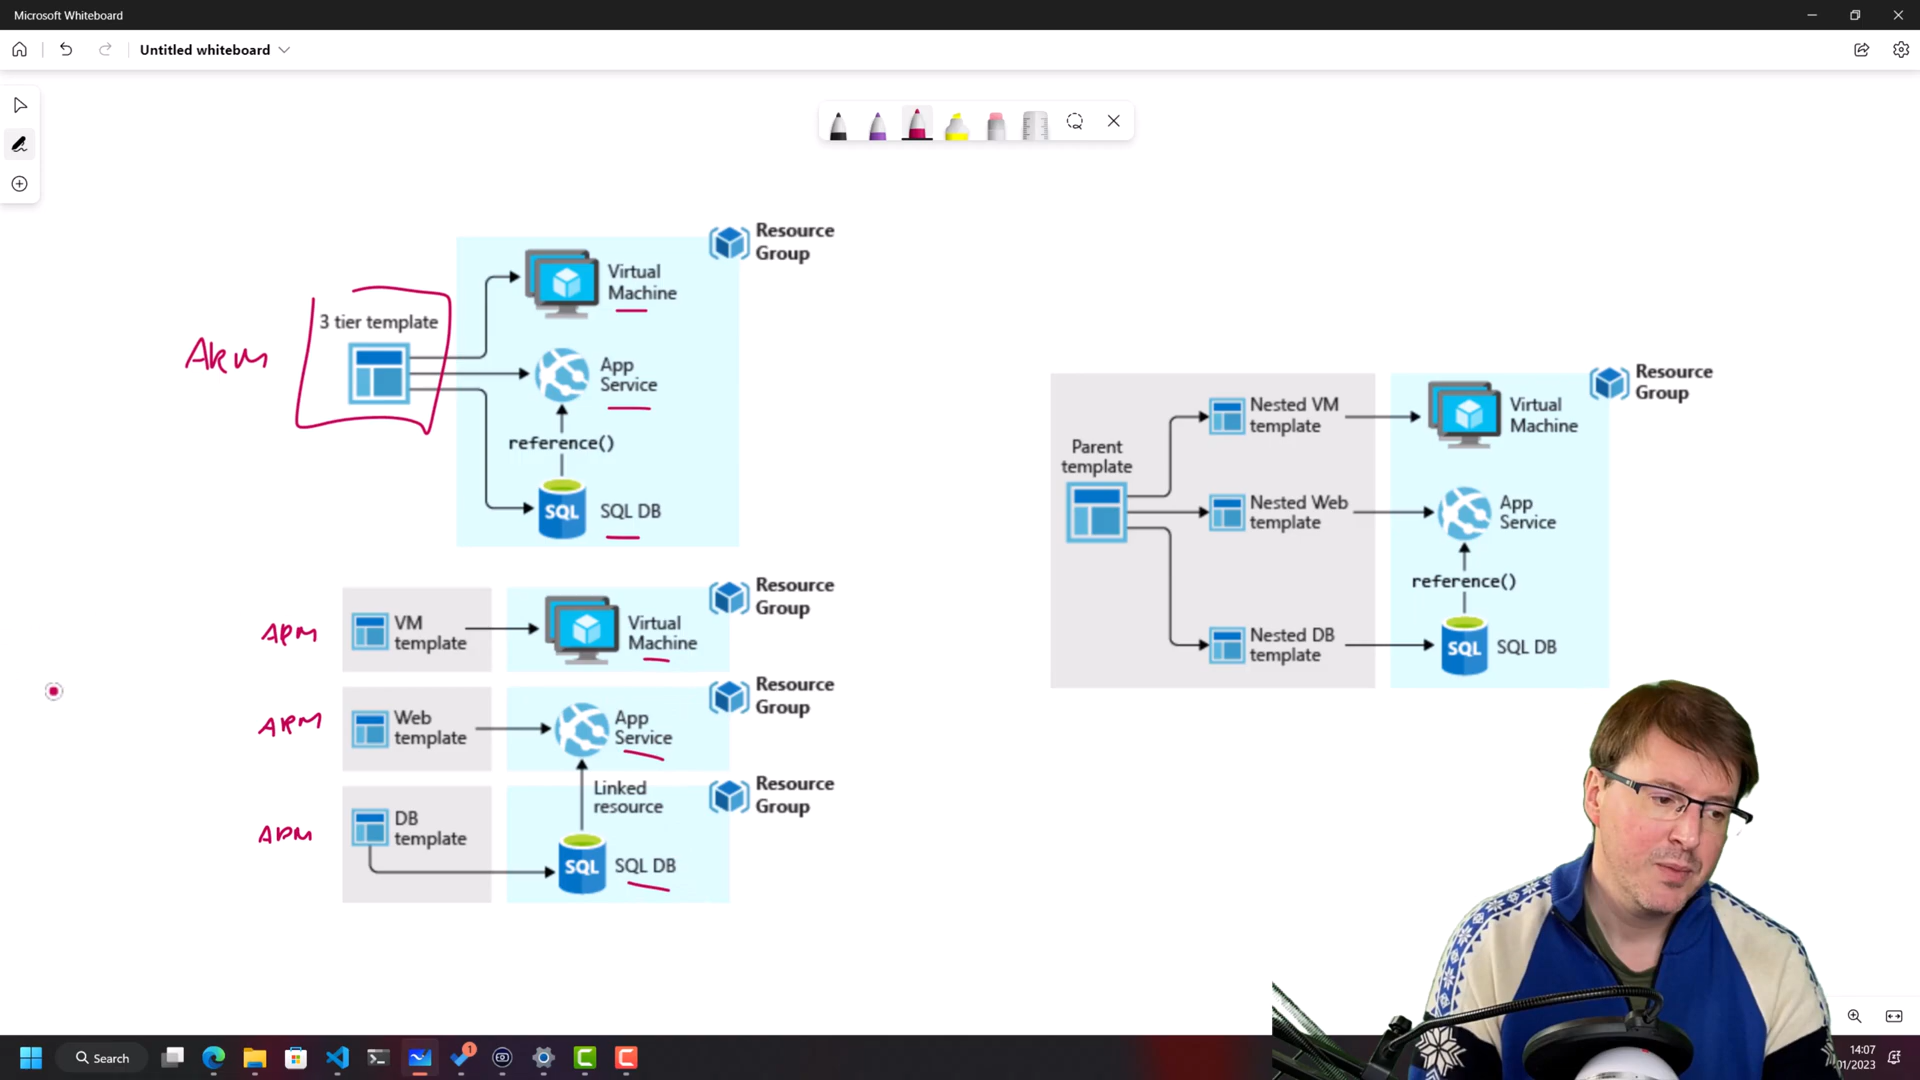 Microsoft Whiteboard
Untitled whiteboard
Resource
Group
Virtual
Machine
3 tier template
ARM
App
Service
reference()
SQL
SQL DB
Resource
Group
ARM
VM
template
Virtual
Machine
Resource
Group
ARM
Web
template
App
Service
Linked
resource
Resource
Group
ARM
DB
template
SQL
SQL DB
Resource
Group
Parent
template
Nested VM
template
Virtual
Machine
Nested Web
template
App
Service
reference()
Nested DB
template
SQL
SQL DB
Search
1
14:07
01/2023